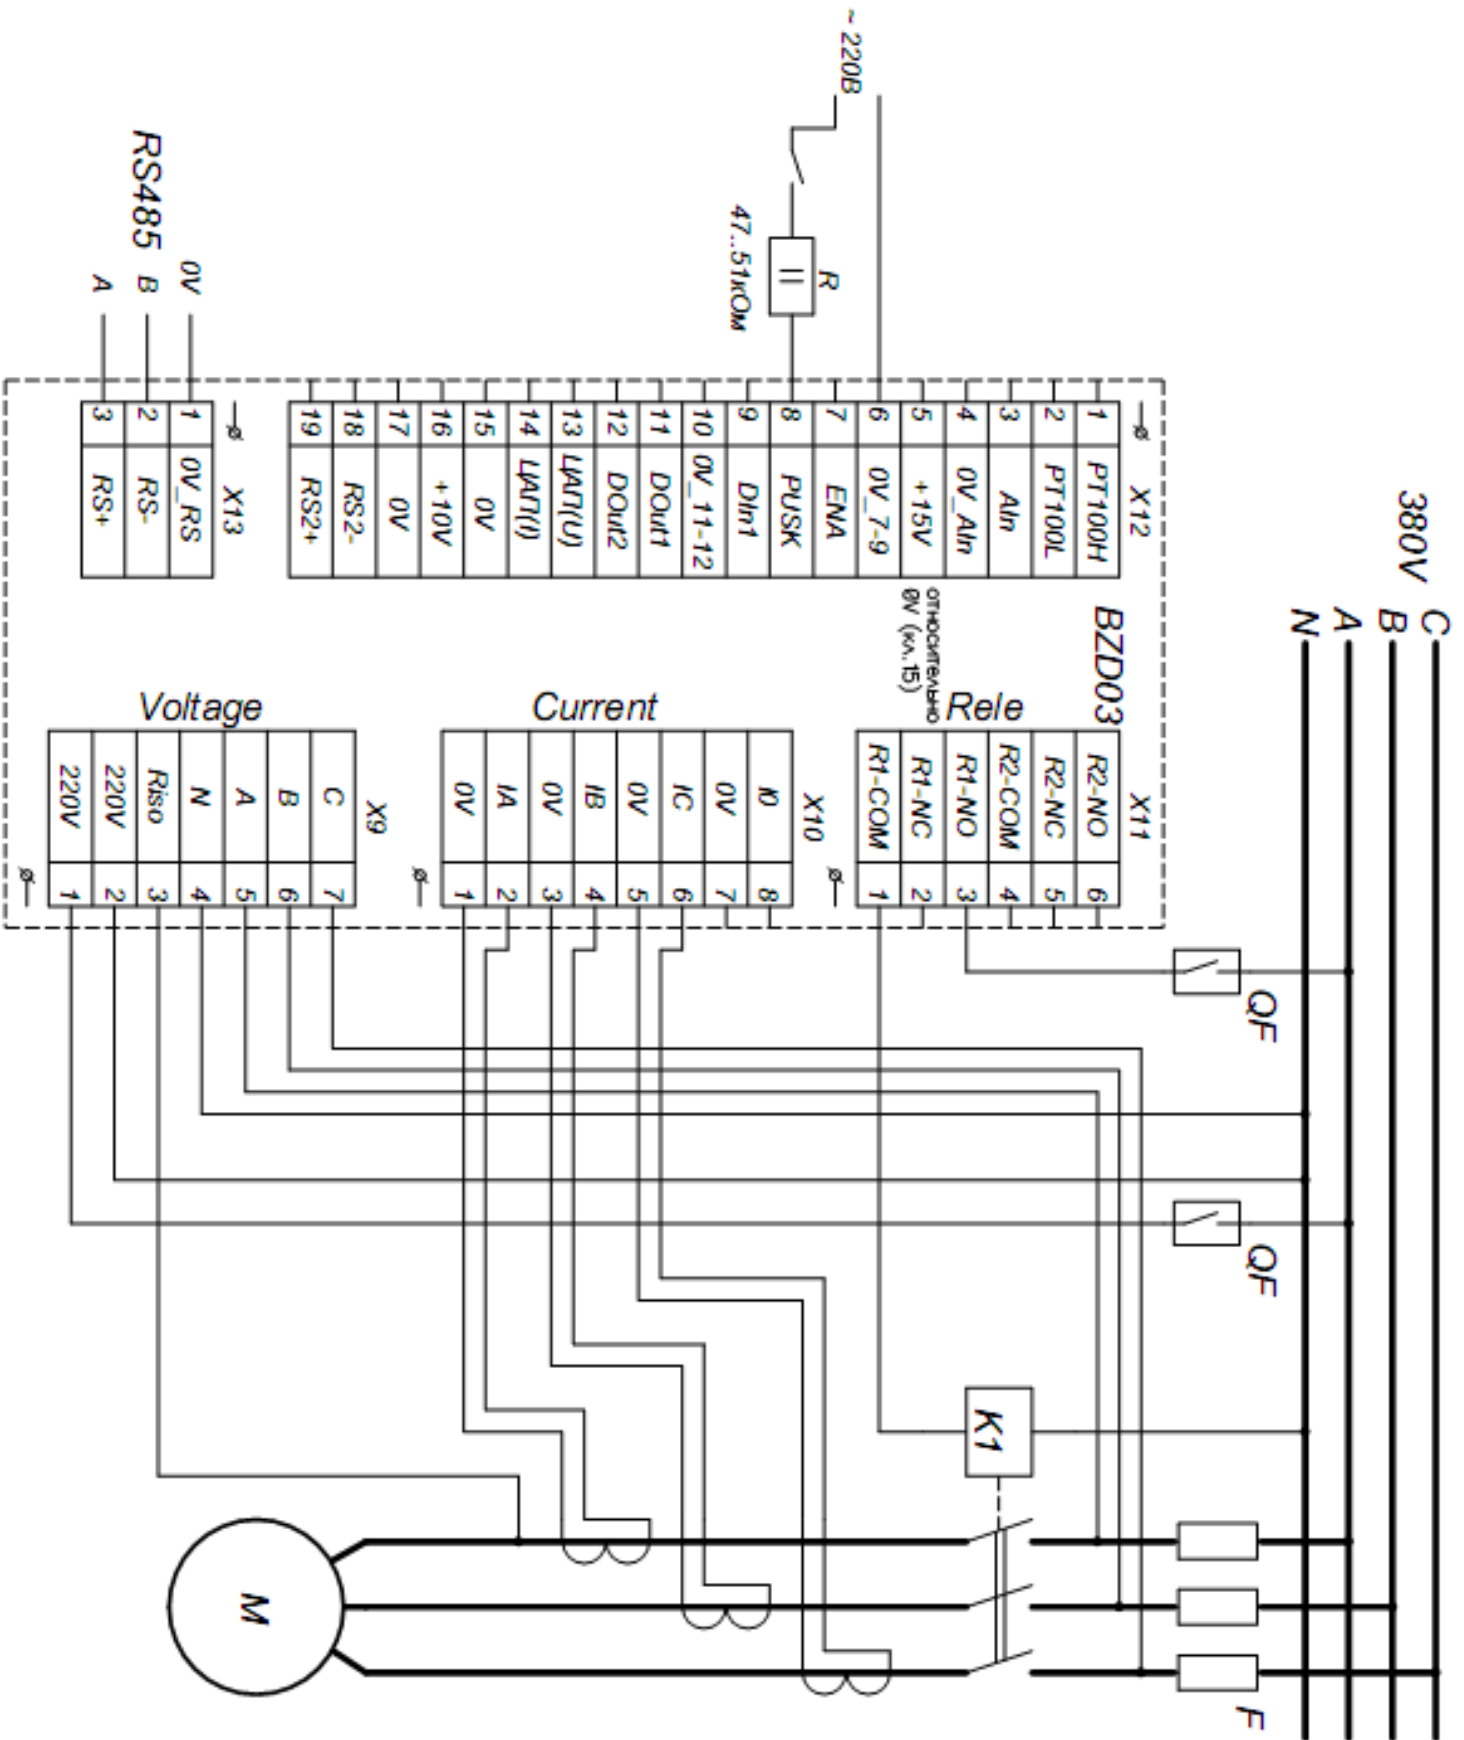 380V
C
B
A
N
~220В
R
47..51кОм
RS485
0V
B
A
BZD03
X12
1 PT100H
2 PT100L
3 AIn
4 0V_AIn
5 +15V
6 0V_7-9
7 ENA
8 PUSK
9 DIn1
10 0V_11-12
11 DOut1
12 DOut2
13 ЦАП(U)
14 ЦАП(I)
15 0V
16 +10V
17 0V
18 RS2-
19 RS2+
относительно
0V (кл.15)
X13
1 0V_RS
2 RS-
3 RS+
Rele
X11
R2-NO 6
R2-NC 5
R2-COM 4
R1-NO 3
R1-NC 2
R1-COM 1
Current
X10
I0 8
0V 7
IC 6
0V 5
IB 4
0V 3
IA 2
0V 1
Voltage
X9
C 7
B 6
A 5
N 4
Riso 3
220V 2
220V 1
QF
QF
K1
F
M